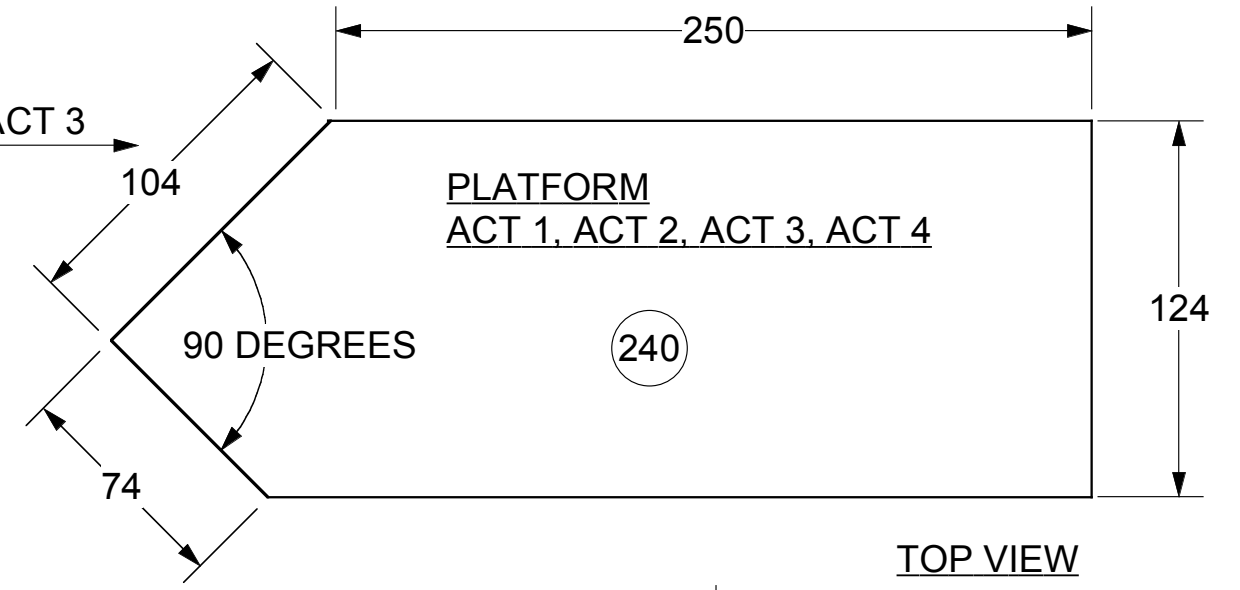 250
ACT 3
104
PLATFORM
ACT 1, ACT 2, ACT 3, ACT 4
124
90 DEGREES
240
74
TOP VIEW